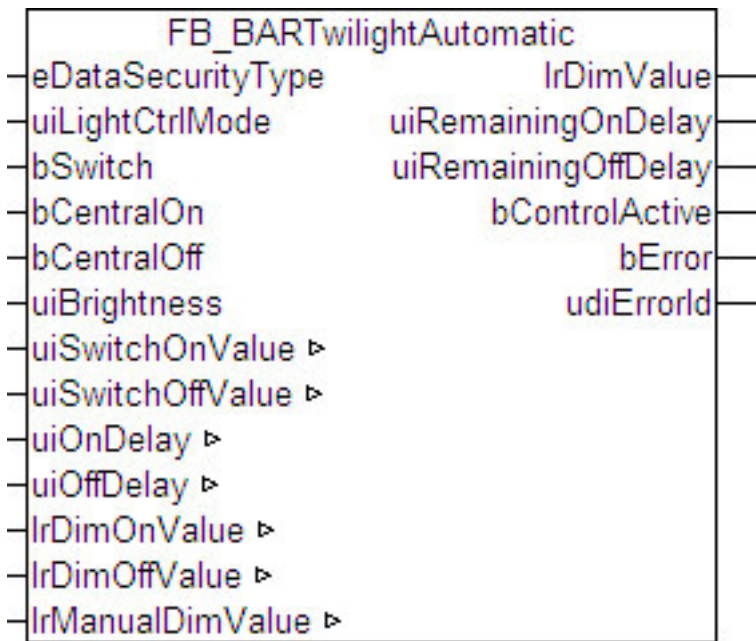 FB_BARTwilightAutomatic
eDataSecurityType lrDimValue
uiLightCtrlMode uiRemainingOnDelay
bSwitch uiRemainingOffDelay
bCentralOn bControlActive
bCentralOff bError
uiBrightness udiErrorId
uiSwitchOnValue
uiSwitchOffValue
uiOnDelay
uiOffDelay
lrDimOnValue
lrDimOffValue
lrManualDimValue